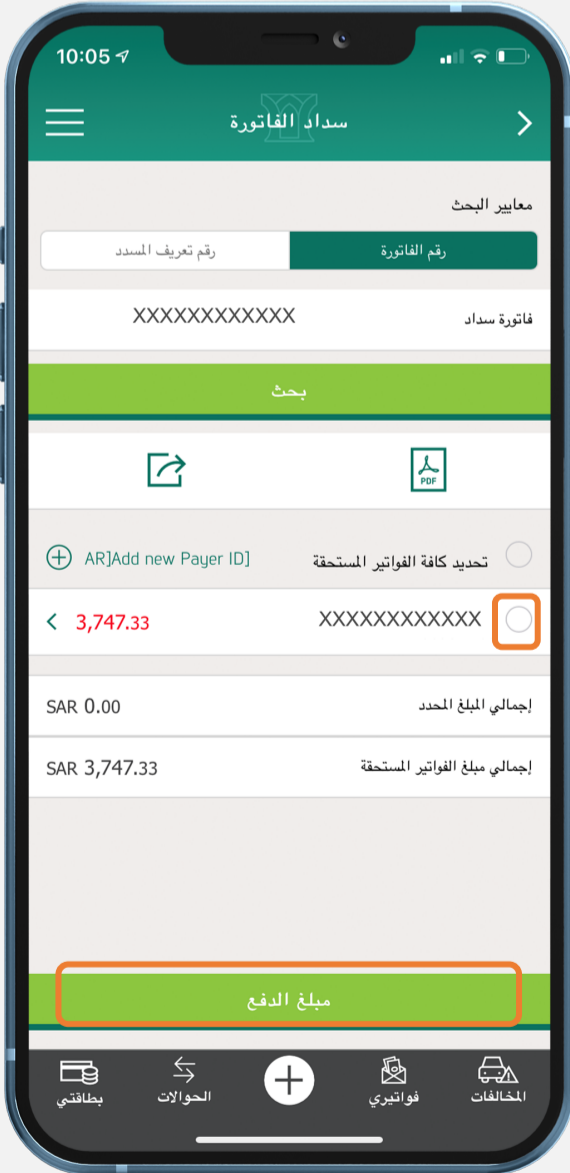 10:05
سداد الفاتورة
معايير البحث
رقم الفاتورة
رقم تعريف المسدد
فاتورة سداد
XXXXXXXXXXXX
بحث
PDF
تحديد كافة الفواتير المستحقة
AR]Add new Payer ID]
XXXXXXXXXXXX
3,747.33
إجمالي المبلغ المحدد
SAR 0.00
إجمالي مبلغ الفواتير المستحقة
SAR 3,747.33
مبلغ الدفع
المخالفات
فواتيري
الحوالات
بطاقتي